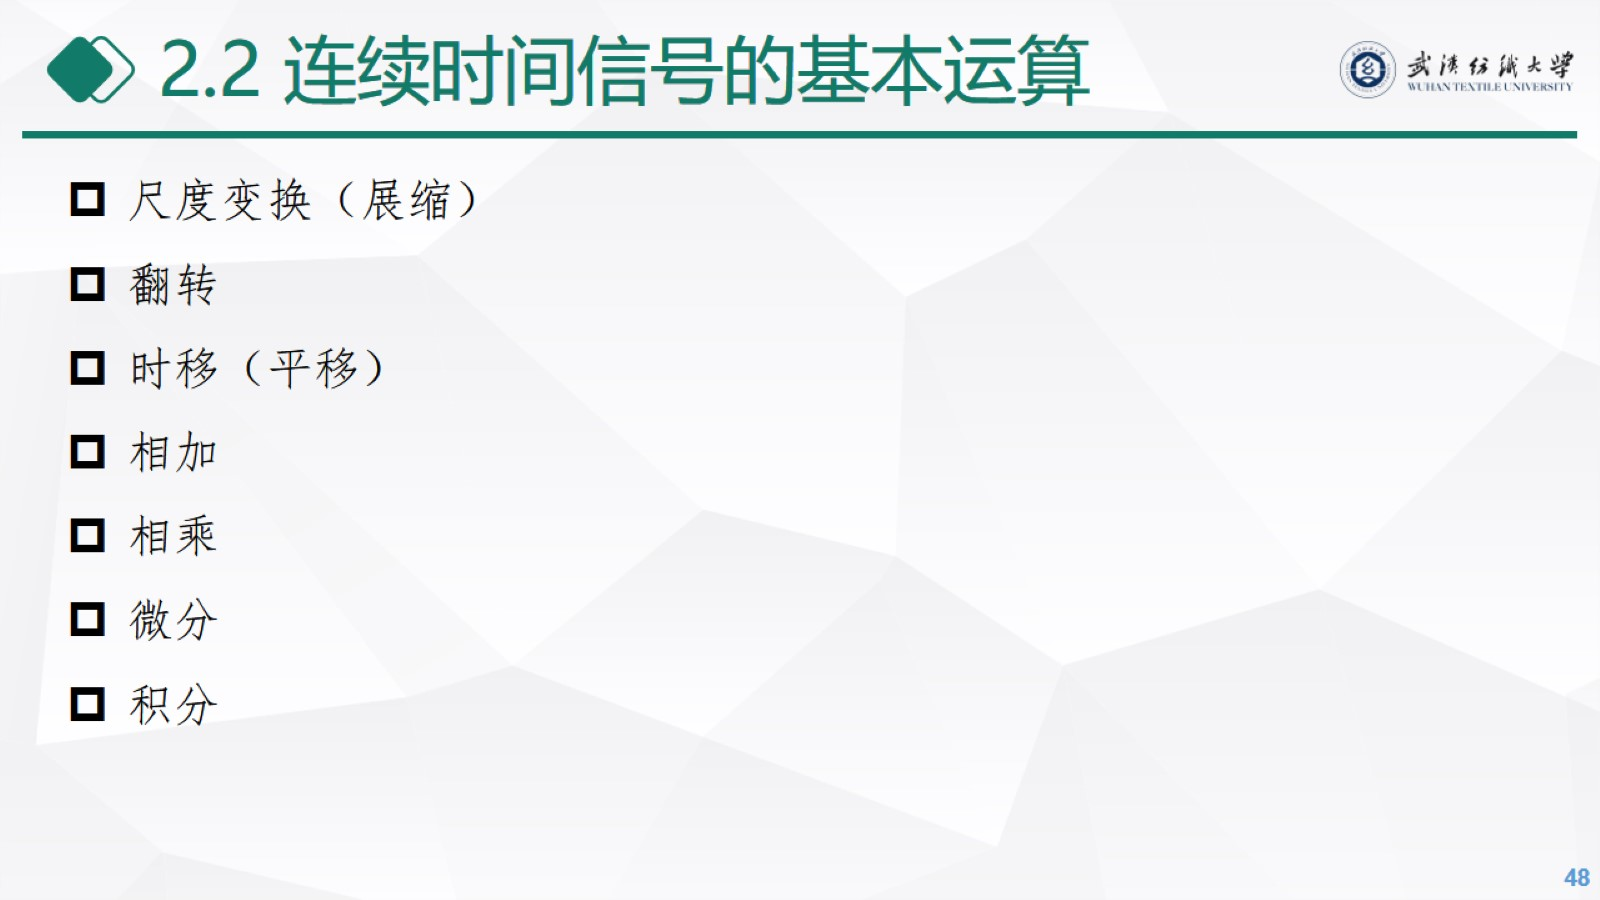 2.2 连续时间信号的基本运算
武汉纺织大学
WUHAN TEXTILE UNIVERSITY
尺度变换（展缩）
翻转
时移（平移）
相加
相乘
微分
积分
48